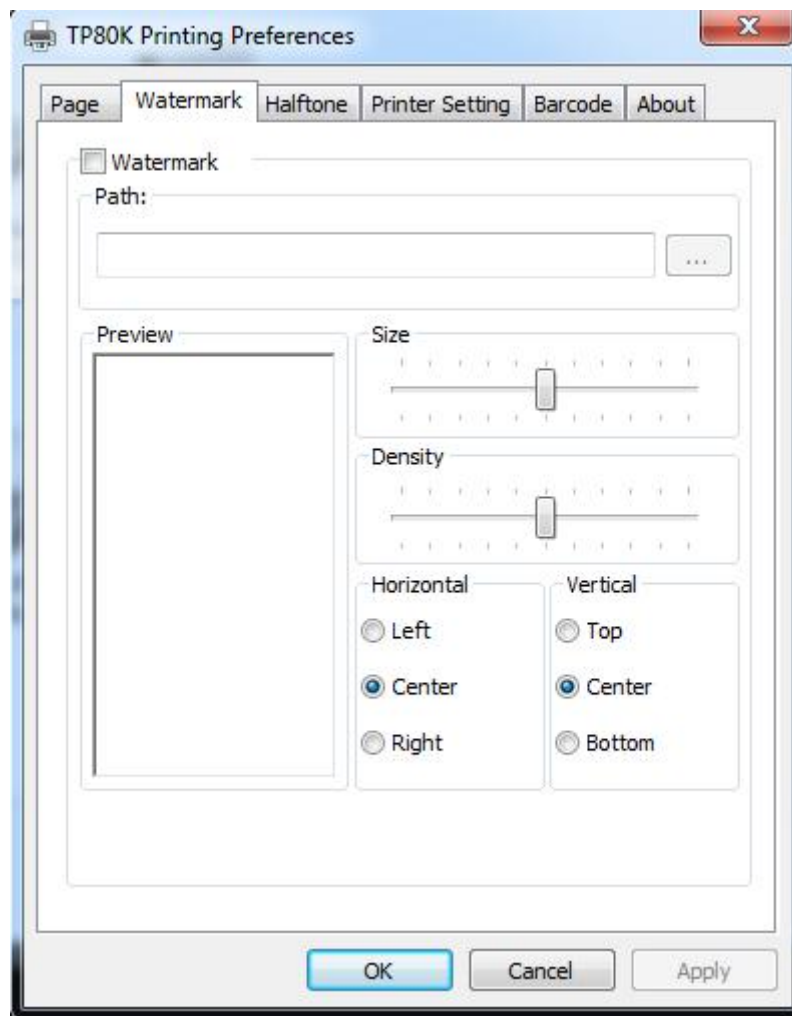 TP80K Printing Preferences
Page Watermark Halftone Printer Setting Barcode About
Watermark
Path:
...
Preview
Size
Density
Horizontal
Left
Center
Right
Vertical
Top
Center
Bottom
OK Cancel Apply